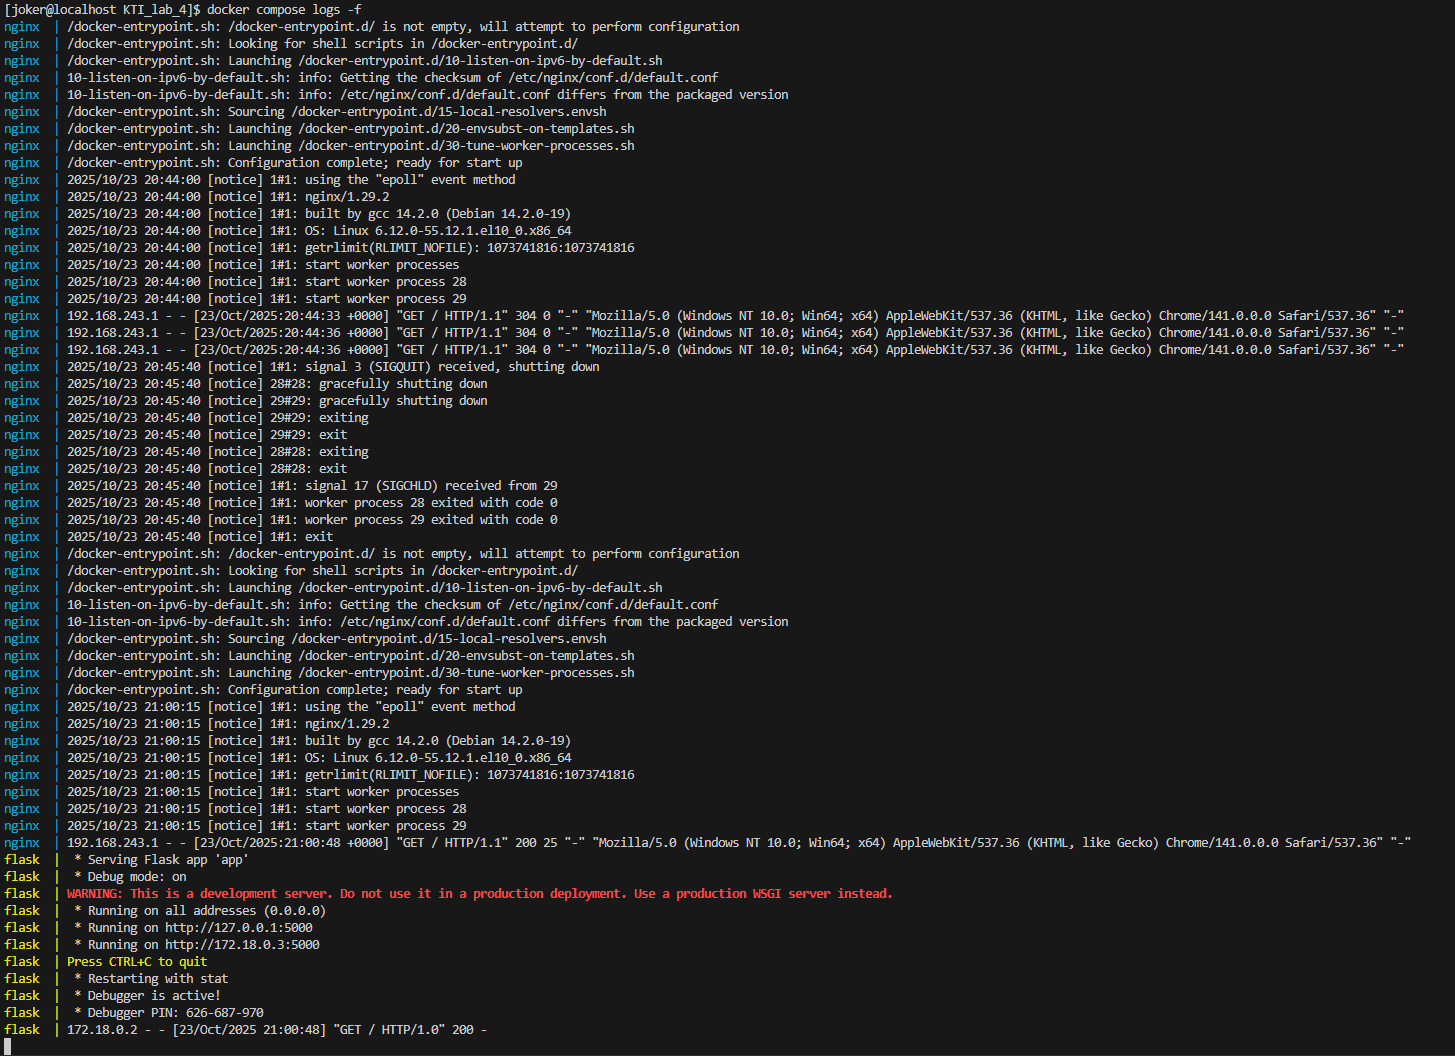 [joker@localhost KTI_lab_4]$ docker compose logs -f
nginx  | /docker-entrypoint.sh: /docker-entrypoint.d/ is not empty, will attempt to perform configuration
nginx  | /docker-entrypoint.sh: Looking for shell scripts in /docker-entrypoint.d/
nginx  | /docker-entrypoint.sh: Launching /docker-entrypoint.d/10-listen-on-ipv6-by-default.sh
nginx  | 10-listen-on-ipv6-by-default.sh: info: Getting the checksum of /etc/nginx/conf.d/default.conf
nginx  | 10-listen-on-ipv6-by-default.sh: info: /etc/nginx/conf.d/default.conf differs from the packaged version
nginx  | /docker-entrypoint.sh: Sourcing /docker-entrypoint.d/15-local-resolvers.envsh
nginx  | /docker-entrypoint.sh: Launching /docker-entrypoint.d/20-envsubst-on-templates.sh
nginx  | /docker-entrypoint.sh: Launching /docker-entrypoint.d/30-tune-worker-processes.sh
nginx  | /docker-entrypoint.sh: Configuration complete; ready for start up
nginx  | 2025/10/23 20:44:00 [notice] 1#1: using the "epoll" event method
nginx  | 2025/10/23 20:44:00 [notice] 1#1: nginx/1.29.2
nginx  | 2025/10/23 20:44:00 [notice] 1#1: built by gcc 14.2.0 (Debian 14.2.0-19)
nginx  | 2025/10/23 20:44:00 [notice] 1#1: OS: Linux 6.12.0-55.12.1.el10_0.x86_64
nginx  | 2025/10/23 20:44:00 [notice] 1#1: getrlimit(RLIMIT_NOFILE): 1073741816:1073741816
nginx  | 2025/10/23 20:44:00 [notice] 1#1: start worker processes
nginx  | 2025/10/23 20:44:00 [notice] 1#1: start worker process 28
nginx  | 2025/10/23 20:44:00 [notice] 1#1: start worker process 29
nginx  | 192.168.243.1 - - [23/Oct/2025:20:44:33 +0000] "GET / HTTP/1.1" 304 0 "-" "Mozilla/5.0 (Windows NT 10.0; Win64; x64) AppleWebKit/537.36 (KHTML, like Gecko) Chrome/141.0.0.0 Safari/537.36" "-"
nginx  | 192.168.243.1 - - [23/Oct/2025:20:44:36 +0000] "GET / HTTP/1.1" 304 0 "-" "Mozilla/5.0 (Windows NT 10.0; Win64; x64) AppleWebKit/537.36 (KHTML, like Gecko) Chrome/141.0.0.0 Safari/537.36" "-"
nginx  | 192.168.243.1 - - [23/Oct/2025:20:44:36 +0000] "GET / HTTP/1.1" 304 0 "-" "Mozilla/5.0 (Windows NT 10.0; Win64; x64) AppleWebKit/537.36 (KHTML, like Gecko) Chrome/141.0.0.0 Safari/537.36" "-"
nginx  | 2025/10/23 20:45:40 [notice] 1#1: signal 3 (SIGQUIT) received, shutting down
nginx  | 2025/10/23 20:45:40 [notice] 28#28: gracefully shutting down
nginx  | 2025/10/23 20:45:40 [notice] 29#29: gracefully shutting down
nginx  | 2025/10/23 20:45:40 [notice] 29#29: exiting
nginx  | 2025/10/23 20:45:40 [notice] 29#29: exit
nginx  | 2025/10/23 20:45:40 [notice] 28#28: exiting
nginx  | 2025/10/23 20:45:40 [notice] 28#28: exit
nginx  | 2025/10/23 20:45:40 [notice] 1#1: signal 17 (SIGCHLD) received from 29
nginx  | 2025/10/23 20:45:40 [notice] 1#1: worker process 28 exited with code 0
nginx  | 2025/10/23 20:45:40 [notice] 1#1: worker process 29 exited with code 0
nginx  | 2025/10/23 20:45:40 [notice] 1#1: exit
nginx  | /docker-entrypoint.sh: /docker-entrypoint.d/ is not empty, will attempt to perform configuration
nginx  | /docker-entrypoint.sh: Looking for shell scripts in /docker-entrypoint.d/
nginx  | /docker-entrypoint.sh: Launching /docker-entrypoint.d/10-listen-on-ipv6-by-default.sh
nginx  | 10-listen-on-ipv6-by-default.sh: info: Getting the checksum of /etc/nginx/conf.d/default.conf
nginx  | 10-listen-on-ipv6-by-default.sh: info: /etc/nginx/conf.d/default.conf differs from the packaged version
nginx  | /docker-entrypoint.sh: Sourcing /docker-entrypoint.d/15-local-resolvers.envsh
nginx  | /docker-entrypoint.sh: Launching /docker-entrypoint.d/20-envsubst-on-templates.sh
nginx  | /docker-entrypoint.sh: Launching /docker-entrypoint.d/30-tune-worker-processes.sh
nginx  | /docker-entrypoint.sh: Configuration complete; ready for start up
nginx  | 2025/10/23 21:00:15 [notice] 1#1: using the "epoll" event method
nginx  | 2025/10/23 21:00:15 [notice] 1#1: nginx/1.29.2
nginx  | 2025/10/23 21:00:15 [notice] 1#1: built by gcc 14.2.0 (Debian 14.2.0-19)
nginx  | 2025/10/23 21:00:15 [notice] 1#1: OS: Linux 6.12.0-55.12.1.el10_0.x86_64
nginx  | 2025/10/23 21:00:15 [notice] 1#1: getrlimit(RLIMIT_NOFILE): 1073741816:1073741816
nginx  | 2025/10/23 21:00:15 [notice] 1#1: start worker processes
nginx  | 2025/10/23 21:00:15 [notice] 1#1: start worker process 28
nginx  | 2025/10/23 21:00:15 [notice] 1#1: start worker process 29
nginx  | 192.168.243.1 - - [23/Oct/2025:21:00:48 +0000] "GET / HTTP/1.1" 200 25 "-" "Mozilla/5.0 (Windows NT 10.0; Win64; x64) AppleWebKit/537.36 (KHTML, like Gecko) Chrome/141.0.0.0 Safari/537.36" "-"
flask  |  * Serving Flask app 'app'
flask  |  * Debug mode: on
flask  | WARNING: This is a development server. Do not use it in a production deployment. Use a production WSGI server instead.
flask  |  * Running on all addresses (0.0.0.0)
flask  |  * Running on http://127.0.0.1:5000
flask  |  * Running on http://172.18.0.3:5000
flask  | Press CTRL+C to quit
flask  |  * Restarting with stat
flask  |  * Debugger is active!
flask  |  * Debugger PIN: 626-687-970
flask  | 172.18.0.2 - - [23/Oct/2025 21:00:48] "GET / HTTP/1.0" 200 -